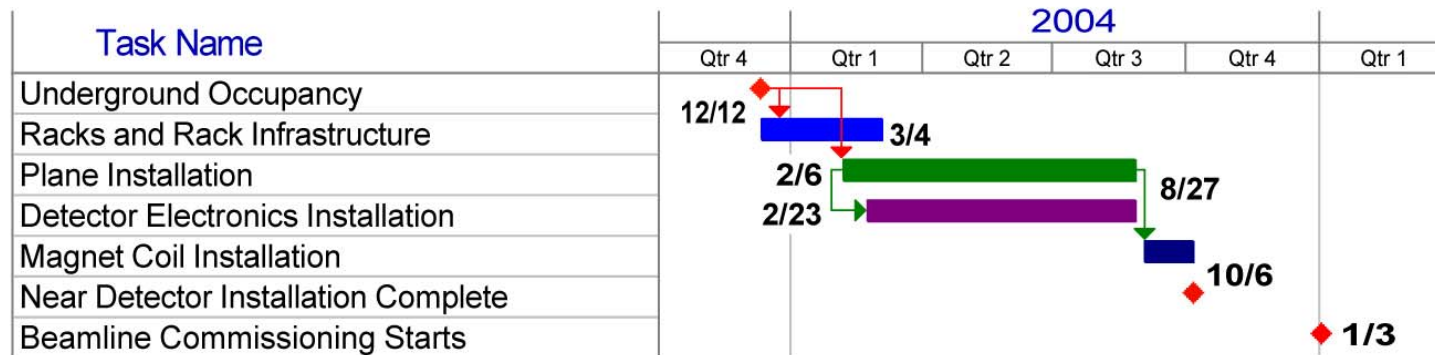 2004
Task Name
Qtr 4 Qtr 1 Qtr 2 Qtr 3 Qtr 4 Qtr 1
Underground Occupancy
12/12
Racks and Rack Infrastructure 3/4
Plane Installation 2/6
8/27
Detector Electronics Installation 2/23
Magnet Coil Installation
10/6
Near Detector Installation Complete
Beamline Commissioning Starts 1/3